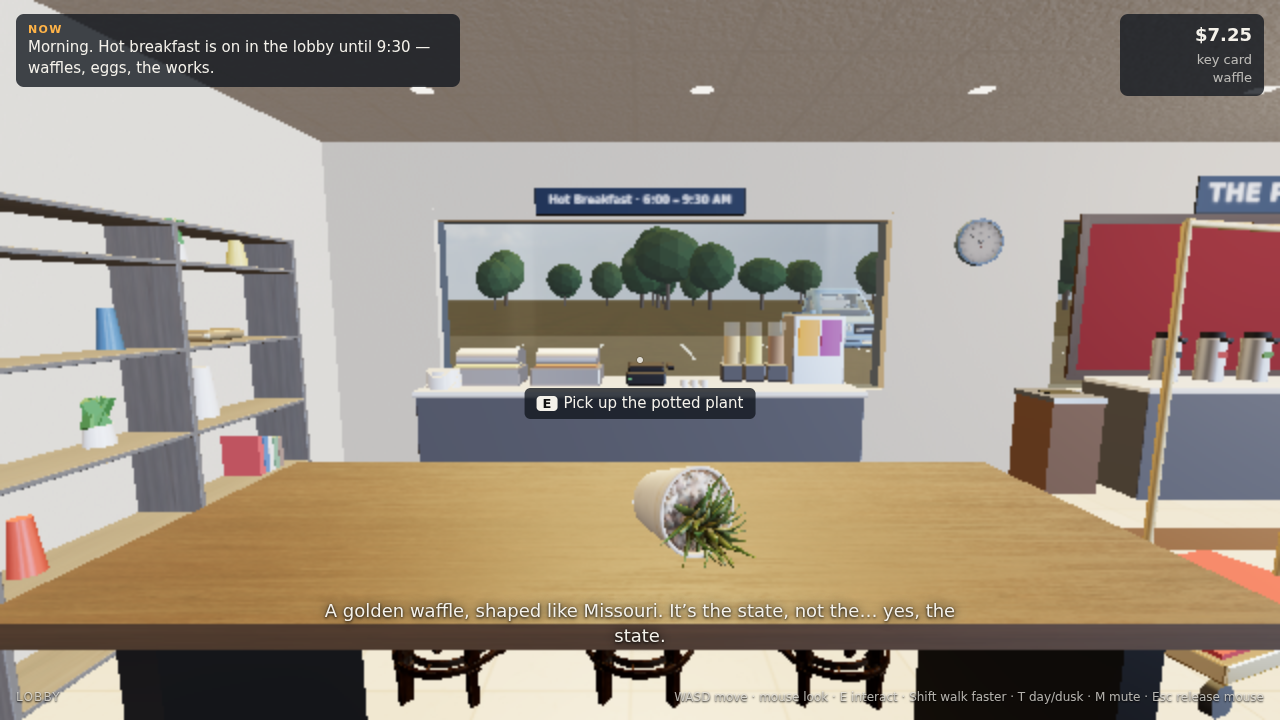 NOW
Morning. Hot breakfast is on in the lobby until 9:30 —
waffles, eggs, the works.
$7.25
key card
waffle
Hot Breakfast · 6:00 – 9:30 AM
THE
E Pick up the potted plant
A golden waffle, shaped like Missouri. It’s the state, not the… yes, the
state.
LOBBY
WASD move · mouse look · E interact · Shift walk faster · T day/dusk · M mute · Esc release mouse